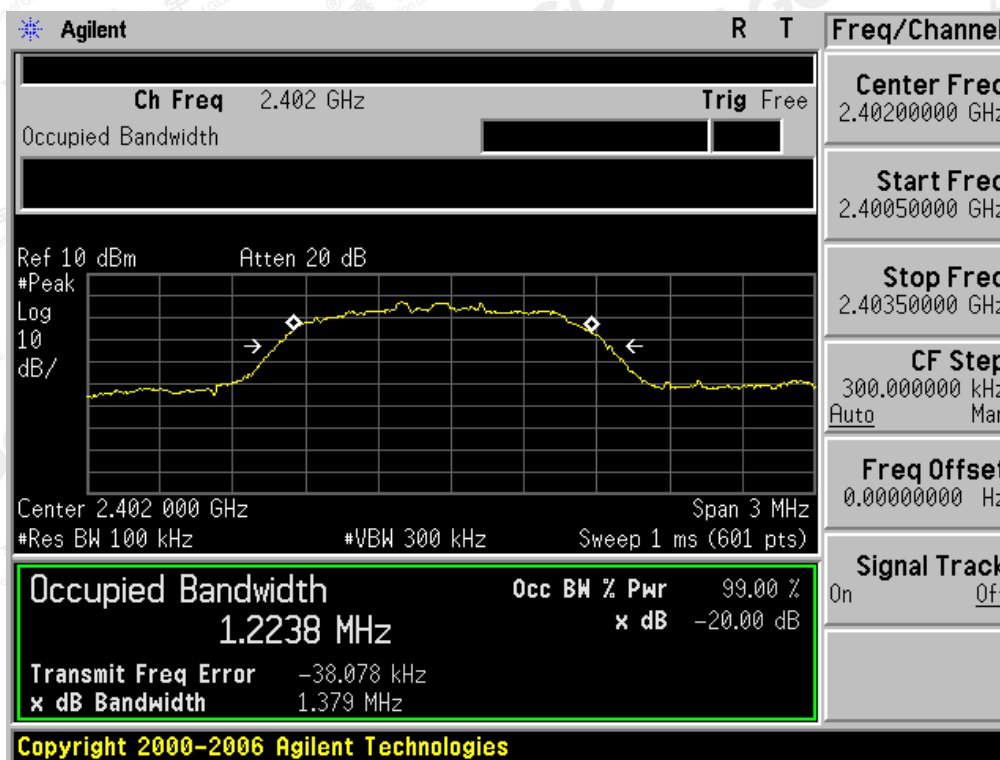 Agilent R T Freq/Channel
Ch Freq 2.402 GHz Trig Free
Occupied Bandwidth
Center Freq
2.40200000 GHz
Start Freq
2.40050000 GHz
Stop Freq
2.40350000 GHz
CF Step
300.000000 kHz
Auto Man
Freq Offset
0.00000000 Hz
Signal Track
On Off
Ref 10 dBm Atten 20 dB
#Peak
Log
10
dB/
Center 2.402 000 GHz Span 3 MHz
#Res BW 100 kHz #VBW 300 kHz Sweep 1 ms (601 pts)
Occupied Bandwidth
1.2238 MHz
Occ BW % Pwr 99.00 %
x dB -20.00 dB
Transmit Freq Error -38.078 kHz
x dB Bandwidth 1.379 MHz
Copyright 2000-2006 Agilent Technologies